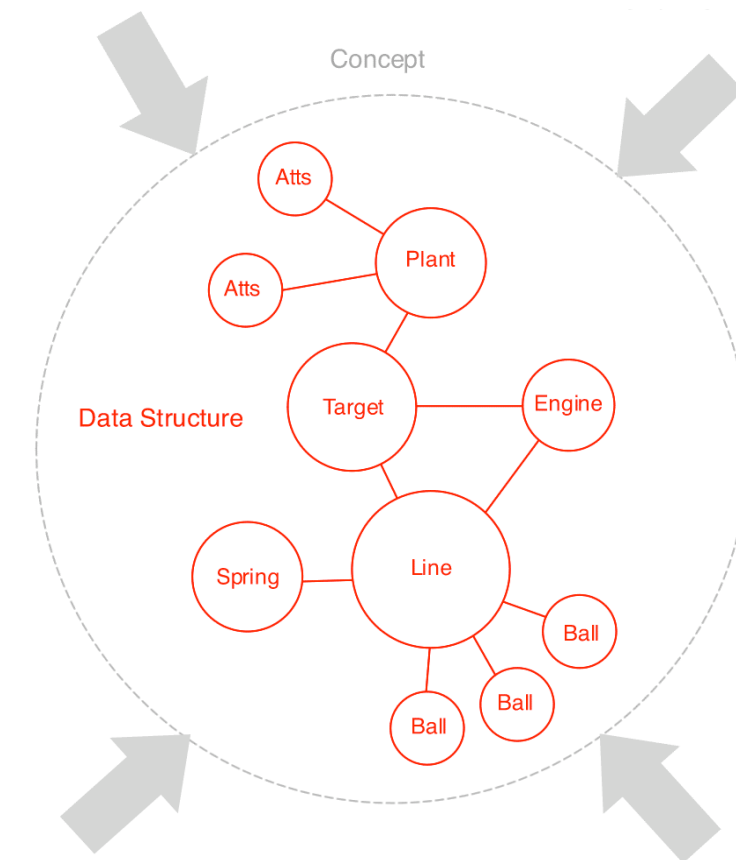 Concept
Atts
Plant
Atts
Data Structure
Target
Engine
Spring
Line
Ball
Ball
Ball